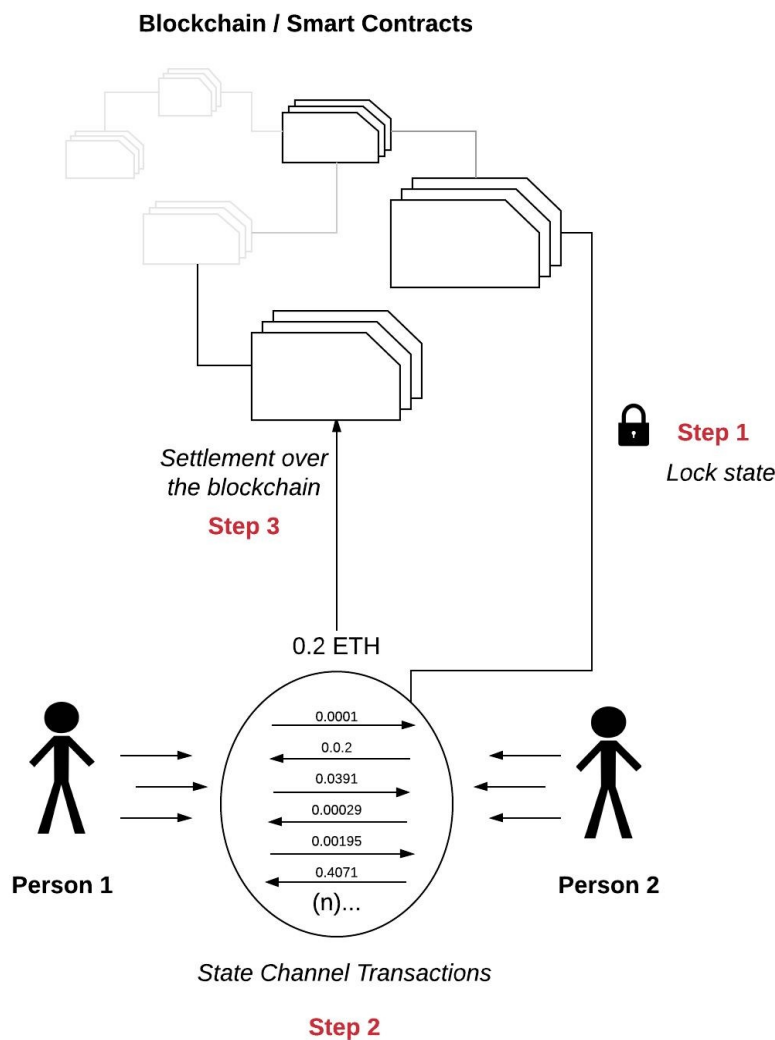 Blockchain / Smart Contracts
Step 1
Lock state
Settlement over
the blockchain
Step 3
0.2 ETH
0.0001
0.0.2
0.0391
0.00029
0.00195
0.4071
(n)...
Person 1
Person 2
State Channel Transactions
Step 2